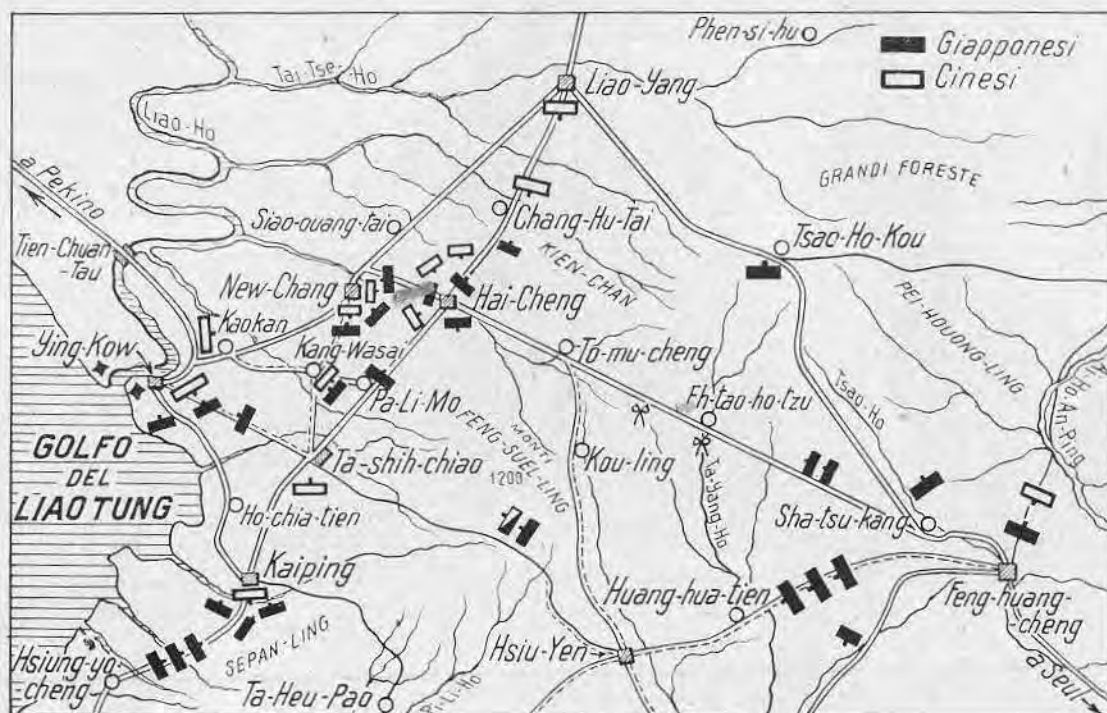 Phen-si-hu
Giapponesi
Cinesi
Tai-Tse-Ho
Liao-Yang
Liao-Ho
GRANDI FORESTE
a Pekino
Siao-ouang-tai
Chang-Hu-Tai
Tsao-Ho-Kou
Tien-Chuan
-Tau
KIEN-CHAN
New-Chang
Hai-Cheng
PEI-HOUONG-LING
Kaokan
Ying-Kow
Kang-Wasai
To-mu-cheng
Pa-Li-Mo
Tsao-Ho
Fh-tao-ho-tzu
MONTI
FENG-SUEL-LING
GOLFO
DEL
LIAO TUNG
Ta-shih-chiao
1200
Kou-ling
Ta-yang-Ho
Ho-chia-tien
Sha-tsu-kang
Kaiping
Huang-hua-tien
Feng-huang-
-cheng
Hsiung-yo-
cheng
SEPAN-LING
Hsiu-Yen
Ta-Heu-Pao
Pi-Li-Ho
a Seul